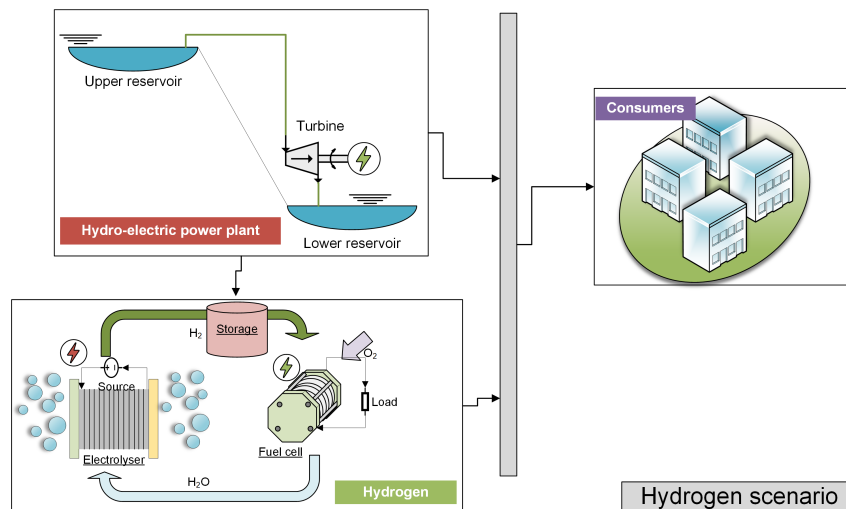 Upper reservoir
Turbine
Hydro-electric power plant
Lower reservoir
Consumers
H2
Storage
O2
Source
Load
Electrolyser
Fuel cell
H2O
Hydrogen
Hydrogen scenario